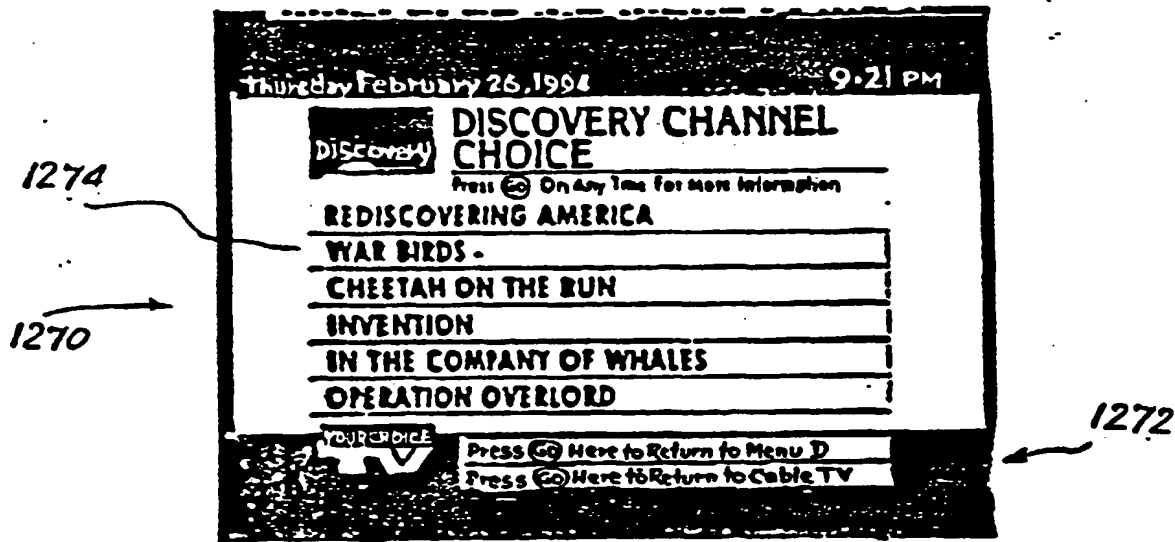 Thursday February 26, 1994
9:21 PM
DISCOVERY
DISCOVERY CHANNEL
CHOICE
Press GO On Any Time For More Information
1274
REDISCOVERING AMERICA
WAR BIRDS
CHEETAH ON THE RUN
1270
INVENTION
IN THE COMPANY OF WHALES
OPERATION OVERLORD
1272
YOUR CHOICE
TV
Press GO Here to Return to Menu D
Press GO Here to Return to Cable TV